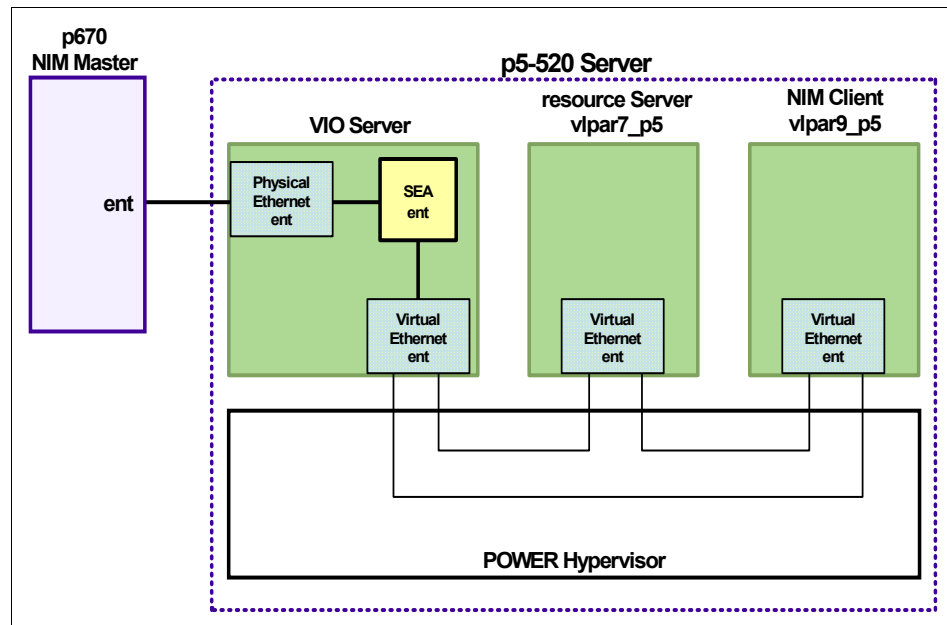 p670
NIM Master
ent
p5-520 Server
VIO Server
resource Server
vlpar7_p5
NIM Client
vlpar9_p5
Physical
Ethernet
ent
SEA
ent
Virtual
Ethernet
ent
Virtual
Ethernet
ent
Virtual
Ethernet
ent
POWER Hypervisor